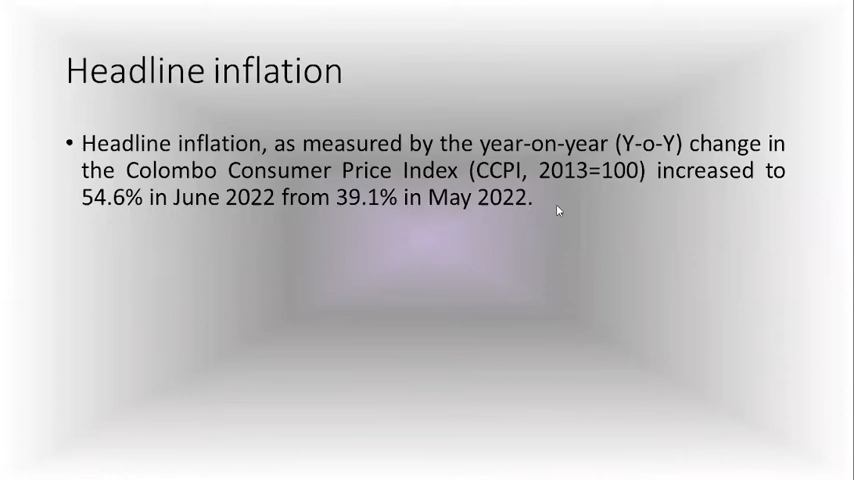 Headline inflation
• Headline inflation, as measured by the year-on-year (Y-o-Y) change in
the Colombo Consumer Price Index (CCPI, 2013=100) increased to
54.6% in June 2022 from 39.1% in May 2022.